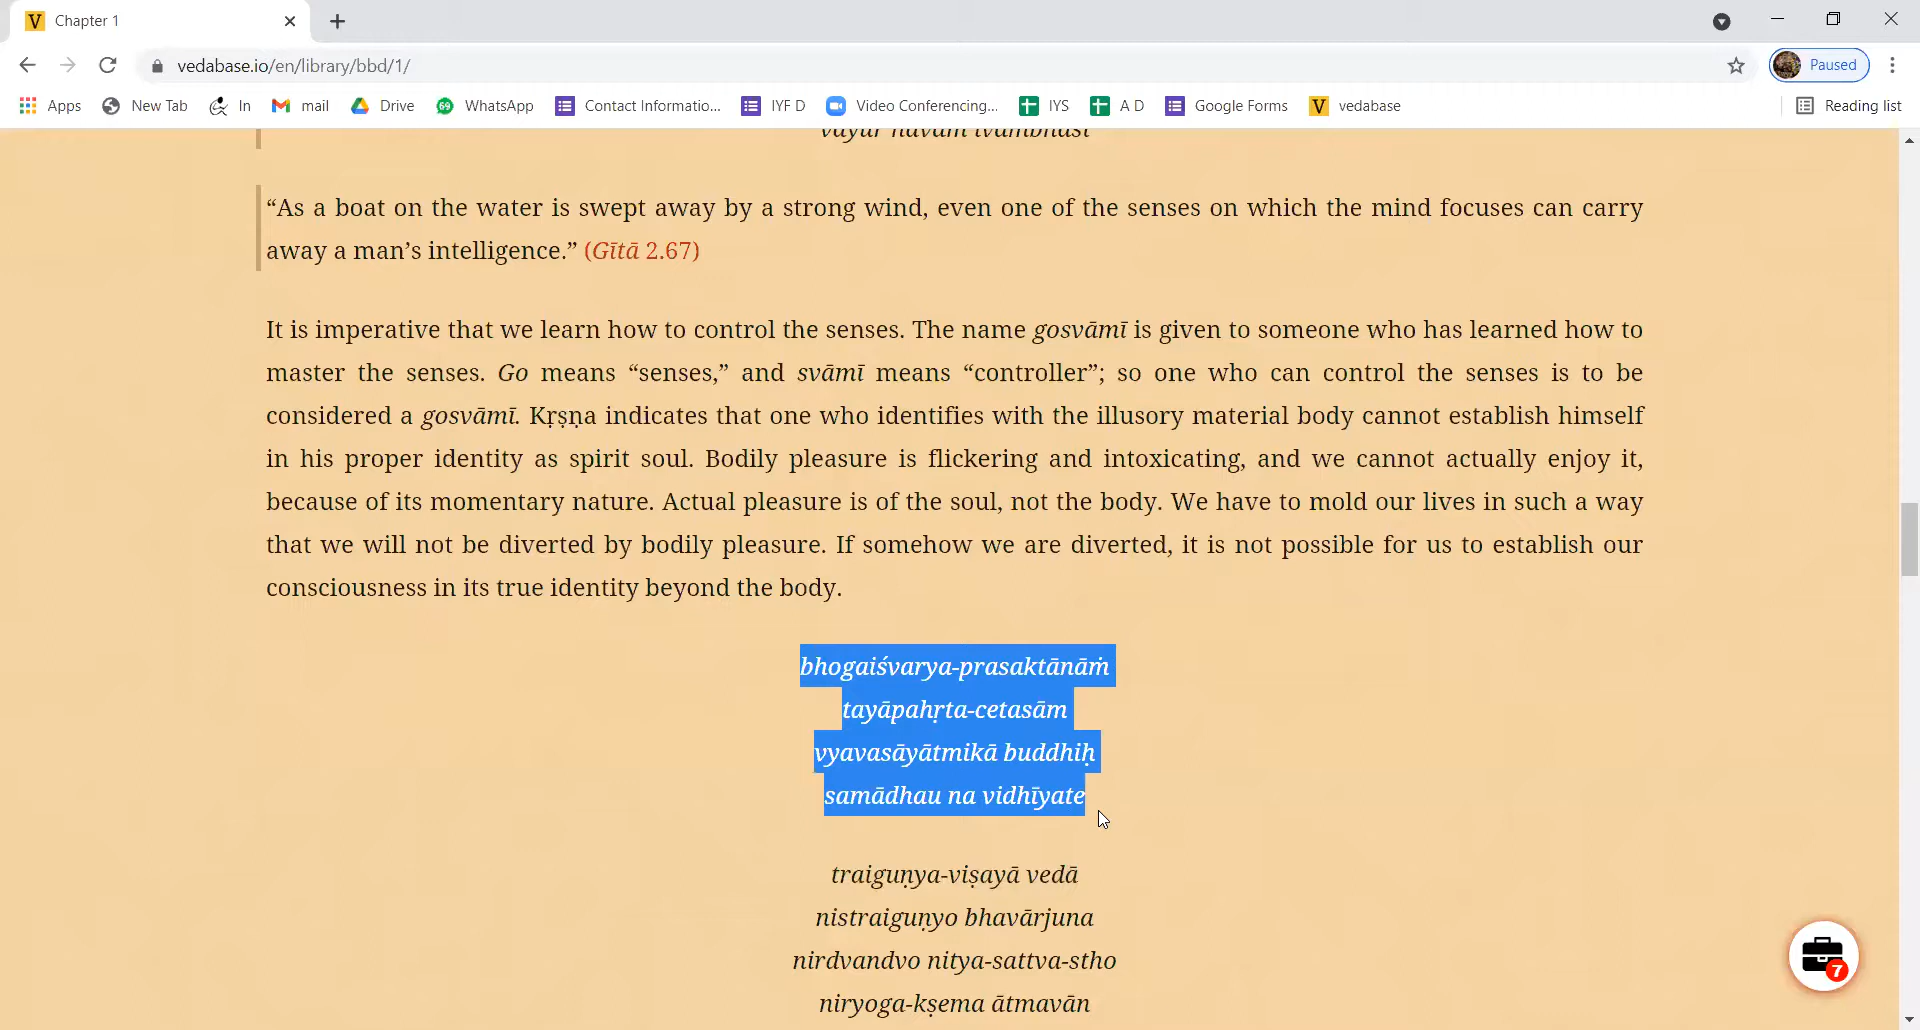 V Chapter 1
vedabase.io/en/library/bbd/1/
Paused
Apps New Tab In mail Drive 69 WhatsApp Contact Informatio... IYF D Video Conferencing... IYS A D Google Forms V vedabase Reading list
“As a boat on the water is swept away by a strong wind, even one of the senses on which the mind focuses can carry
away a man’s intelligence.” (Gītā 2.67)
It is imperative that we learn how to control the senses. The name gosvāmī is given to someone who has learned how to
master the senses. Go means “senses,” and svāmī means “controller”; so one who can control the senses is to be
considered a gosvāmī. Kṛṣṇa indicates that one who identifies with the illusory material body cannot establish himself
in his proper identity as spirit soul. Bodily pleasure is flickering and intoxicating, and we cannot actually enjoy it,
because of its momentary nature. Actual pleasure is of the soul, not the body. We have to mold our lives in such a way
that we will not be diverted by bodily pleasure. If somehow we are diverted, it is not possible for us to establish our
consciousness in its true identity beyond the body.
bhogaiśvarya-prasaktānāṁ
tayāpahṛta-cetasām
vyavasāyātmikā buddhiḥ
samādhau na vidhīyate
traiguṇya-viṣayā vedā
nistraiguṇyo bhavārjuna
nirdvandvo nitya-sattva-stho
niryoga-kṣema ātmavān
7